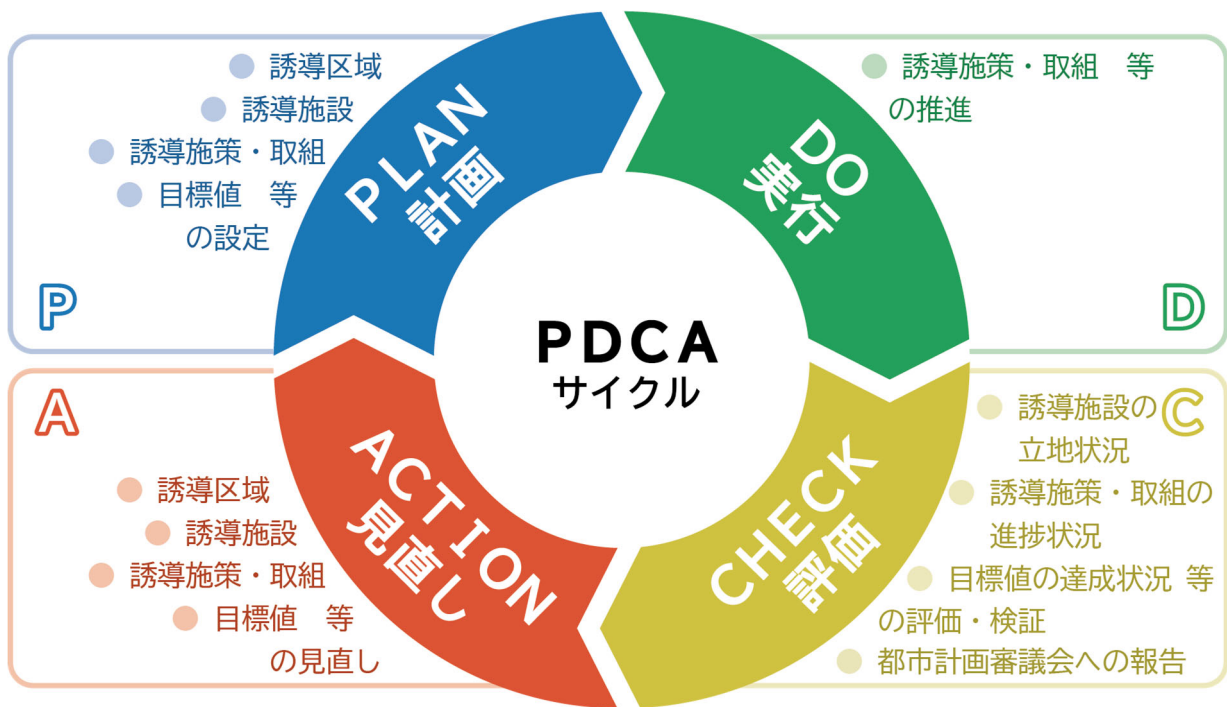 ● 誘導区域
● 誘導施設
● 誘導施策・取組
● 目標値　等
の設定
P
PLAN
計画
● 誘導施策・取組　等
の推進
D
DO
実行
PDCA
サイクル
A
● 誘導区域
● 誘導施設
● 誘導施策・取組
● 目標値　等
の見直し
ACTION
見直し
CHECK
評価
C
● 誘導施設の
立地状況
● 誘導施策・取組の
進捗状況
● 目標値の達成状況 等
の評価・検証
● 都市計画審議会への報告